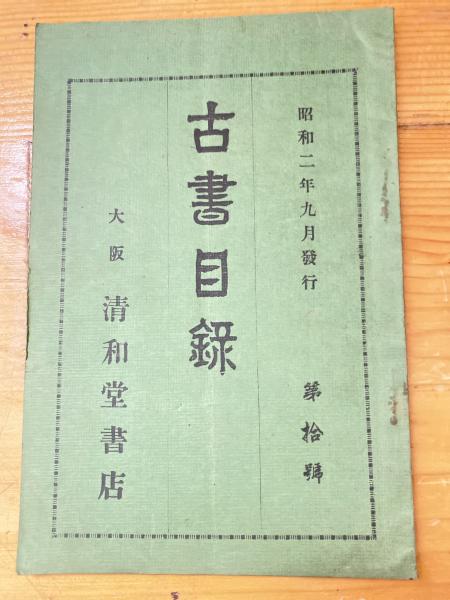 昭和二年九月發行 第拾號
古書目錄
大阪 清和堂書店